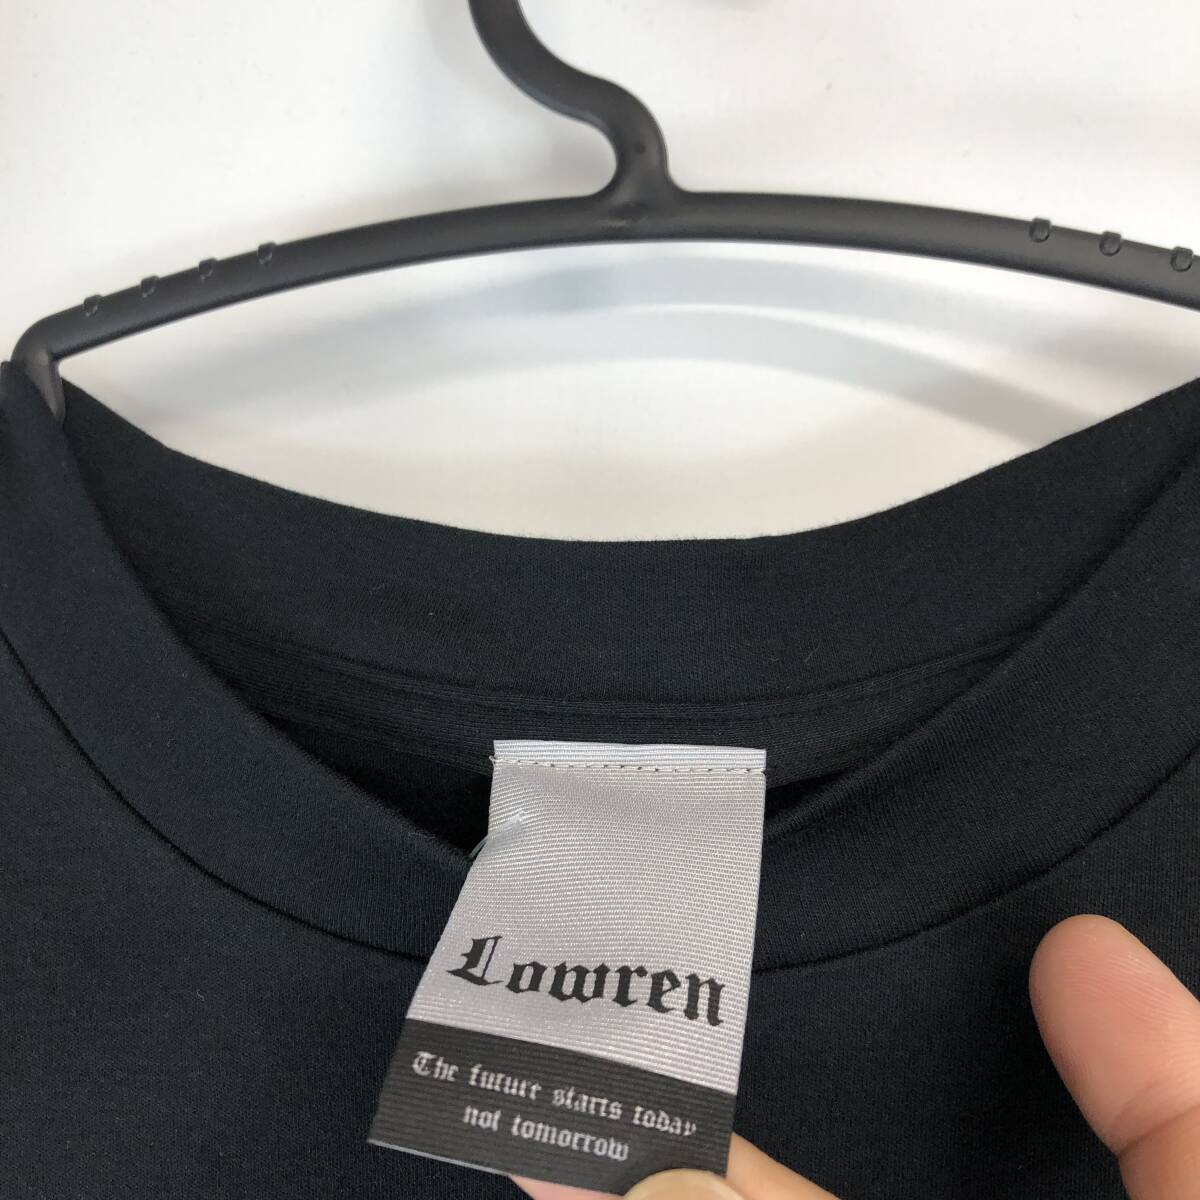 Lowren
The future starts today
not tomorrow